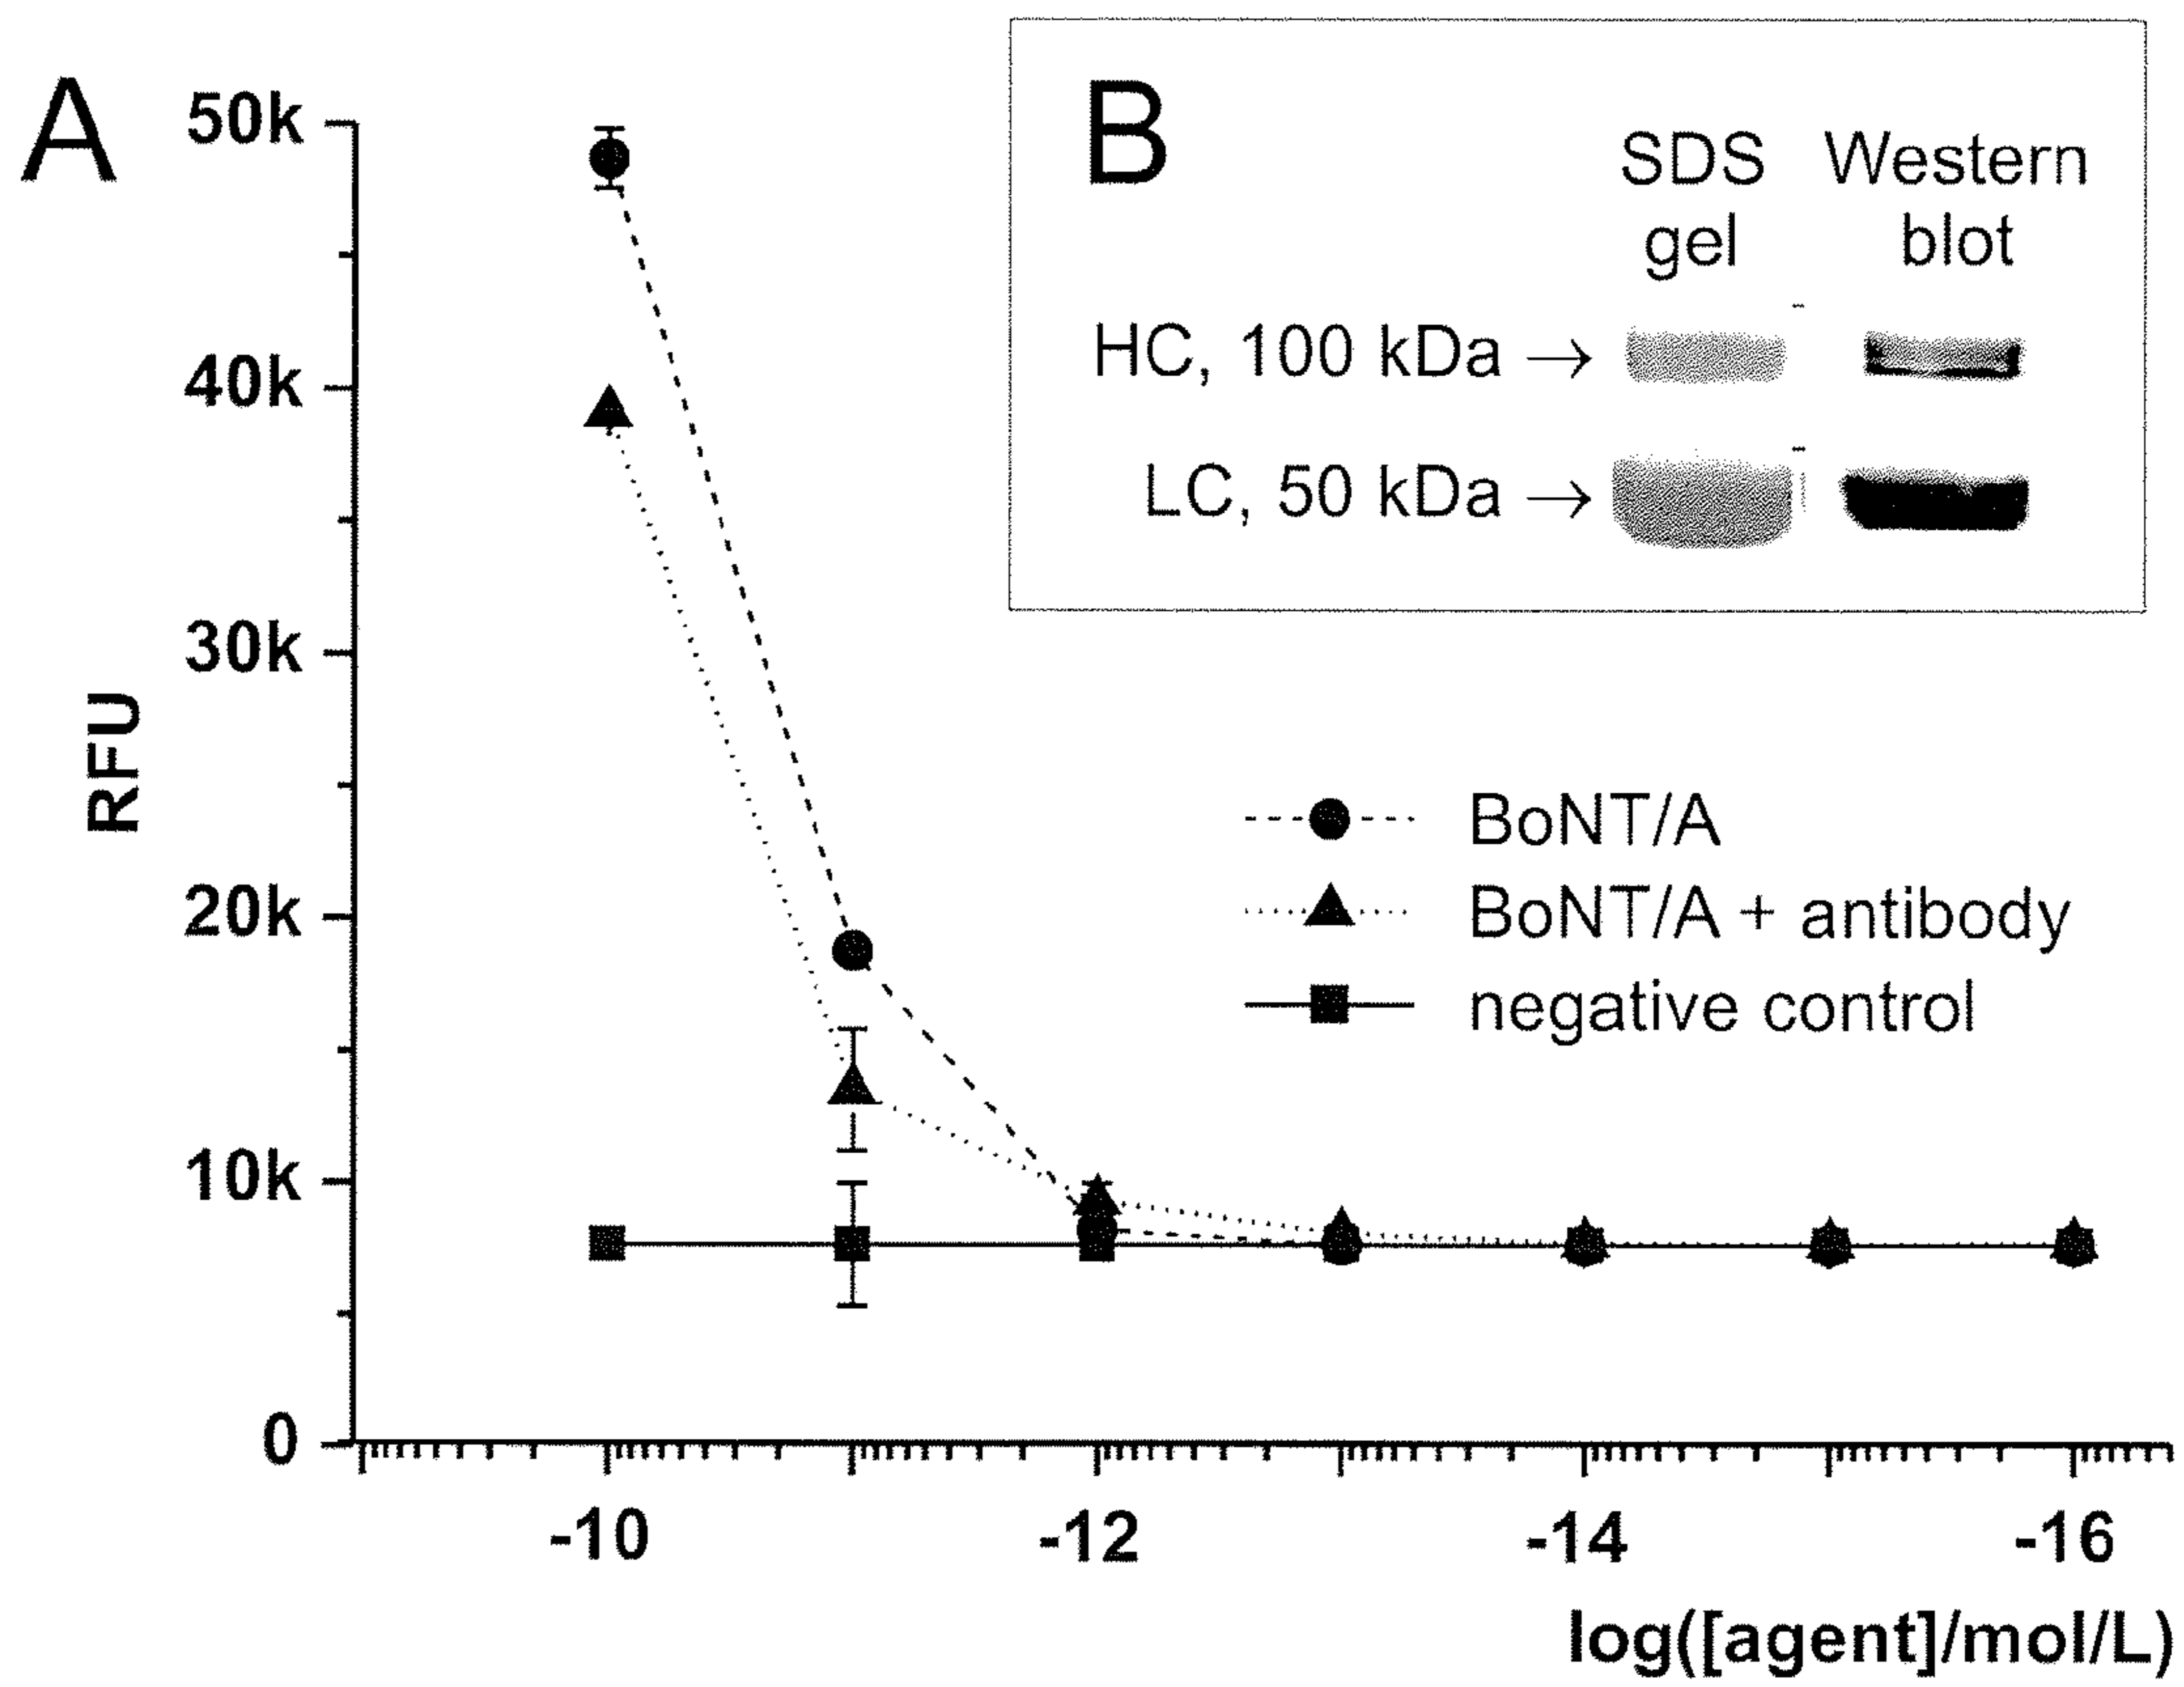 A
50k
40k
30k
20k
10k
0
RFU
B
SDS gel
Western blot
HC, 100 kDa →
LC, 50 kDa →
BoNT/A
BoNT/A + antibody
negative control
-10 -12 -14 -16
log([agent]/mol/L)